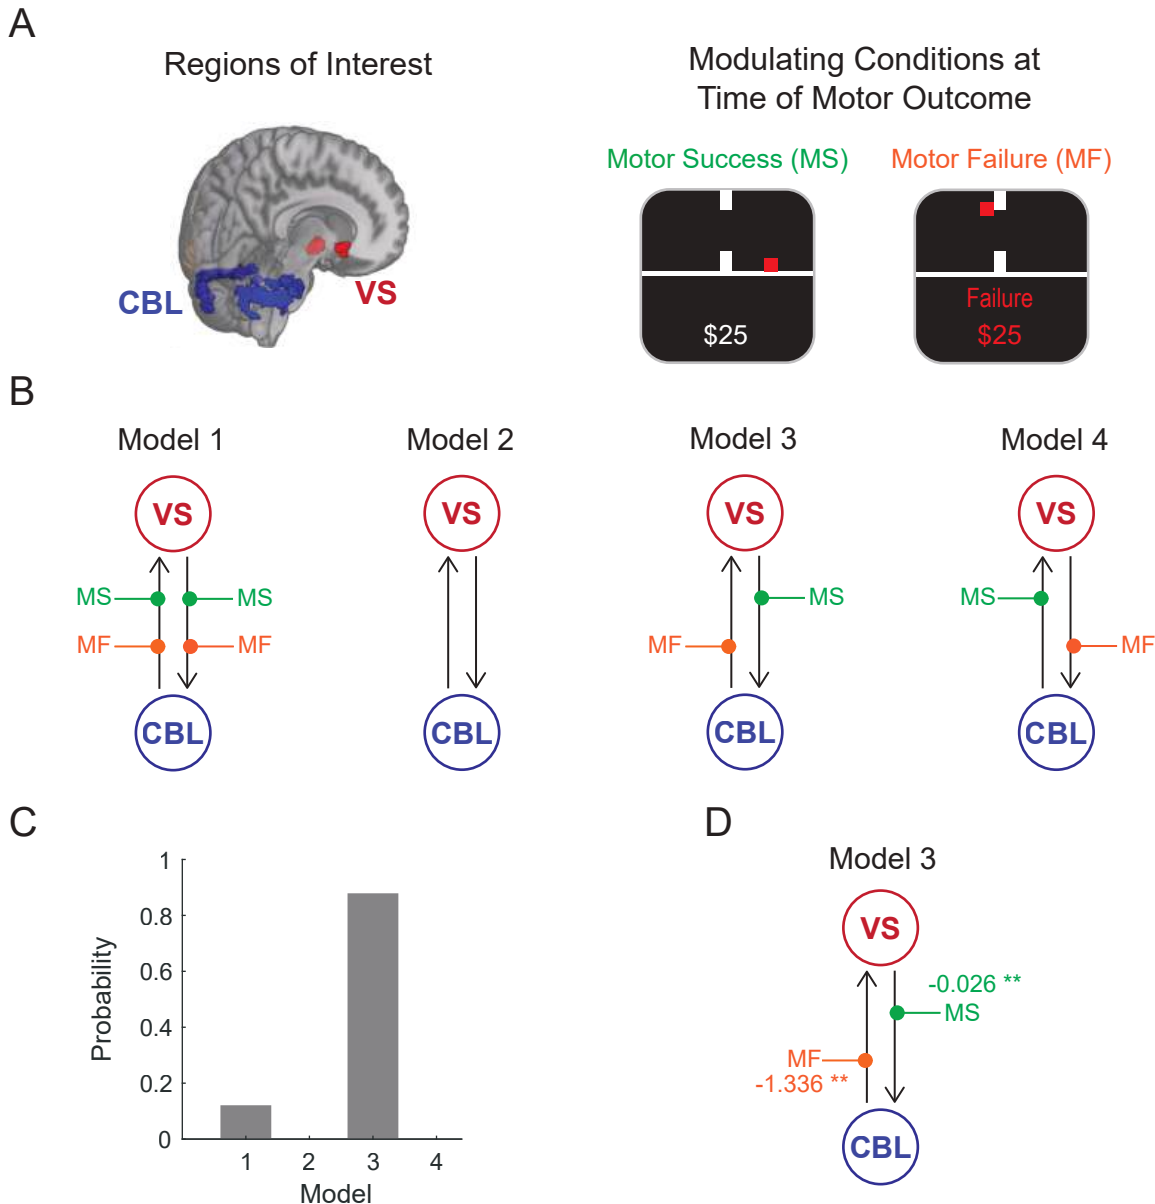 A
Regions of Interest
CBL
VS
Modulating Conditions at
Time of Motor Outcome
Motor Success (MS)
Motor Failure (MF)
$25
Failure
$25
B
Model 1
VS
MS
MS
MF
MF
CBL
Model 2
VS
CBL
Model 3
VS
MS
MF
CBL
Model 4
VS
MS
MF
CBL
C
Probability
1
0.8
0.6
0.4
0.2
0
1 2 3 4
Model
D
Model 3
VS
-0.026 **
MS
MF
-1.336 **
CBL